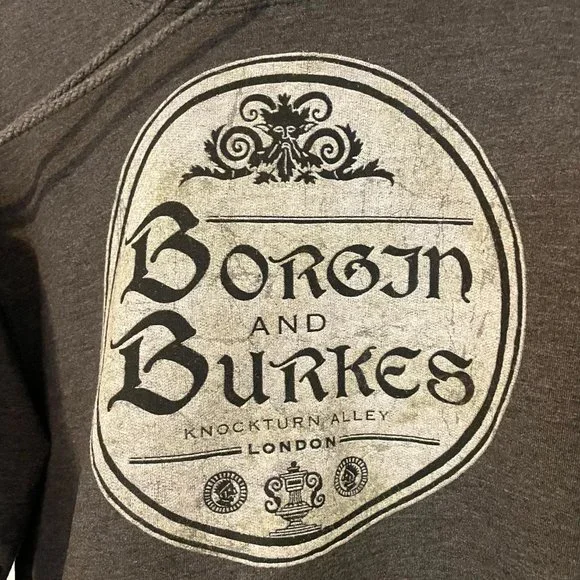 BORGIN
AND
BURKES
KNOCKTURN ALLEY
LONDON